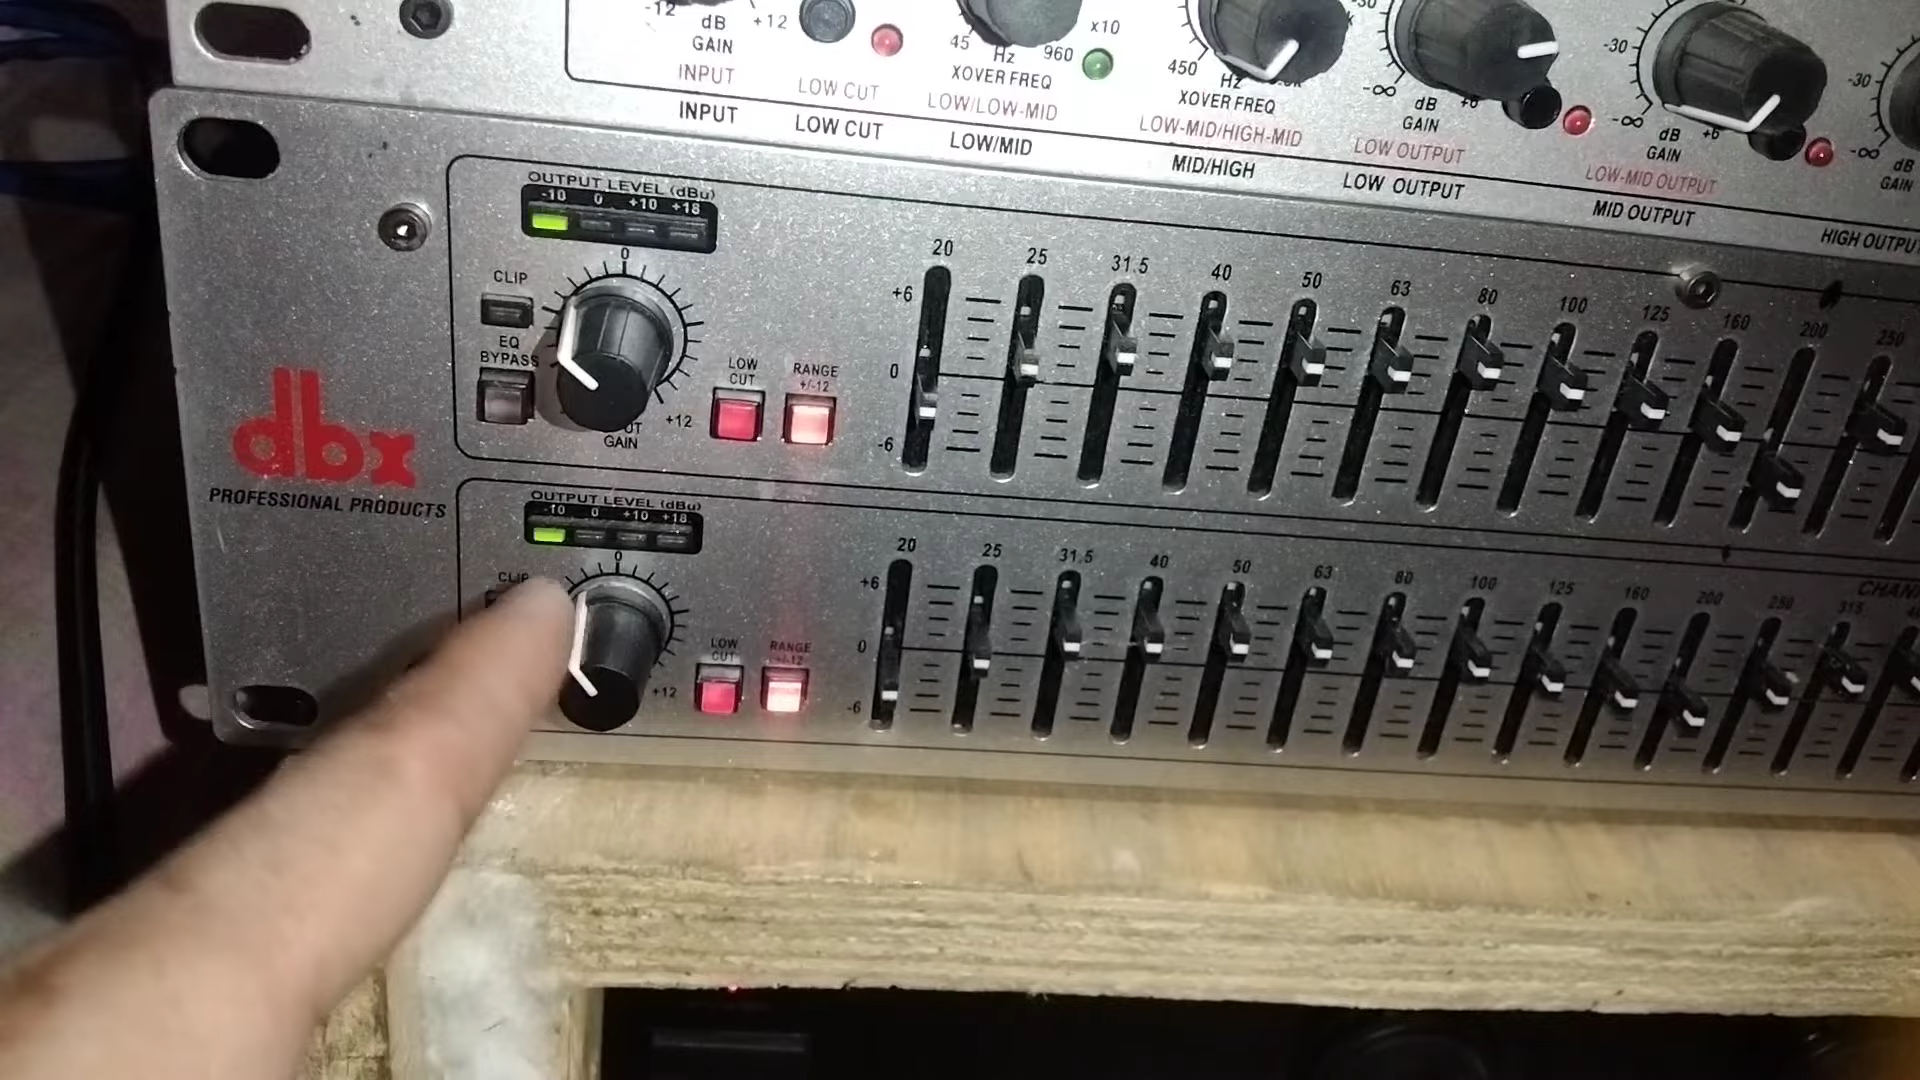 -12 dB +12
GAIN
INPUT
INPUT
LOW CUT
LOW CUT
45 Hz 960 x10
XOVER FREQ
LOW/LOW-MID
LOW/MID
450 Hz
XOVER FREQ
LOW-MID/HIGH-MID
MID/HIGH
-∞ dB +6
GAIN
LOW OUTPUT
LOW OUTPUT
-30
-∞ dB +6
GAIN
LOW-MID OUTPUT
MID OUTPUT
-30
-∞ dB
GAIN
HIGH OUTPU
OUTPUT LEVEL (dBu)
-10 0 +10 +18
0
CLIP
EQ
BYPASS
+12
GAIN
LOW
CUT
RANGE
+/-12
20 25 31.5 40 50 63 80 100 125 160 200 250
+6
0
-6
dbx
PROFESSIONAL PRODUCTS
OUTPUT LEVEL (dBu)
-10 0 +10 +18
0
CLIP
+12
LOW
CUT
RANGE
+/-12
20 25 31.5 40 50 63 80 100 125 160 200 250 315
+6
0
-6